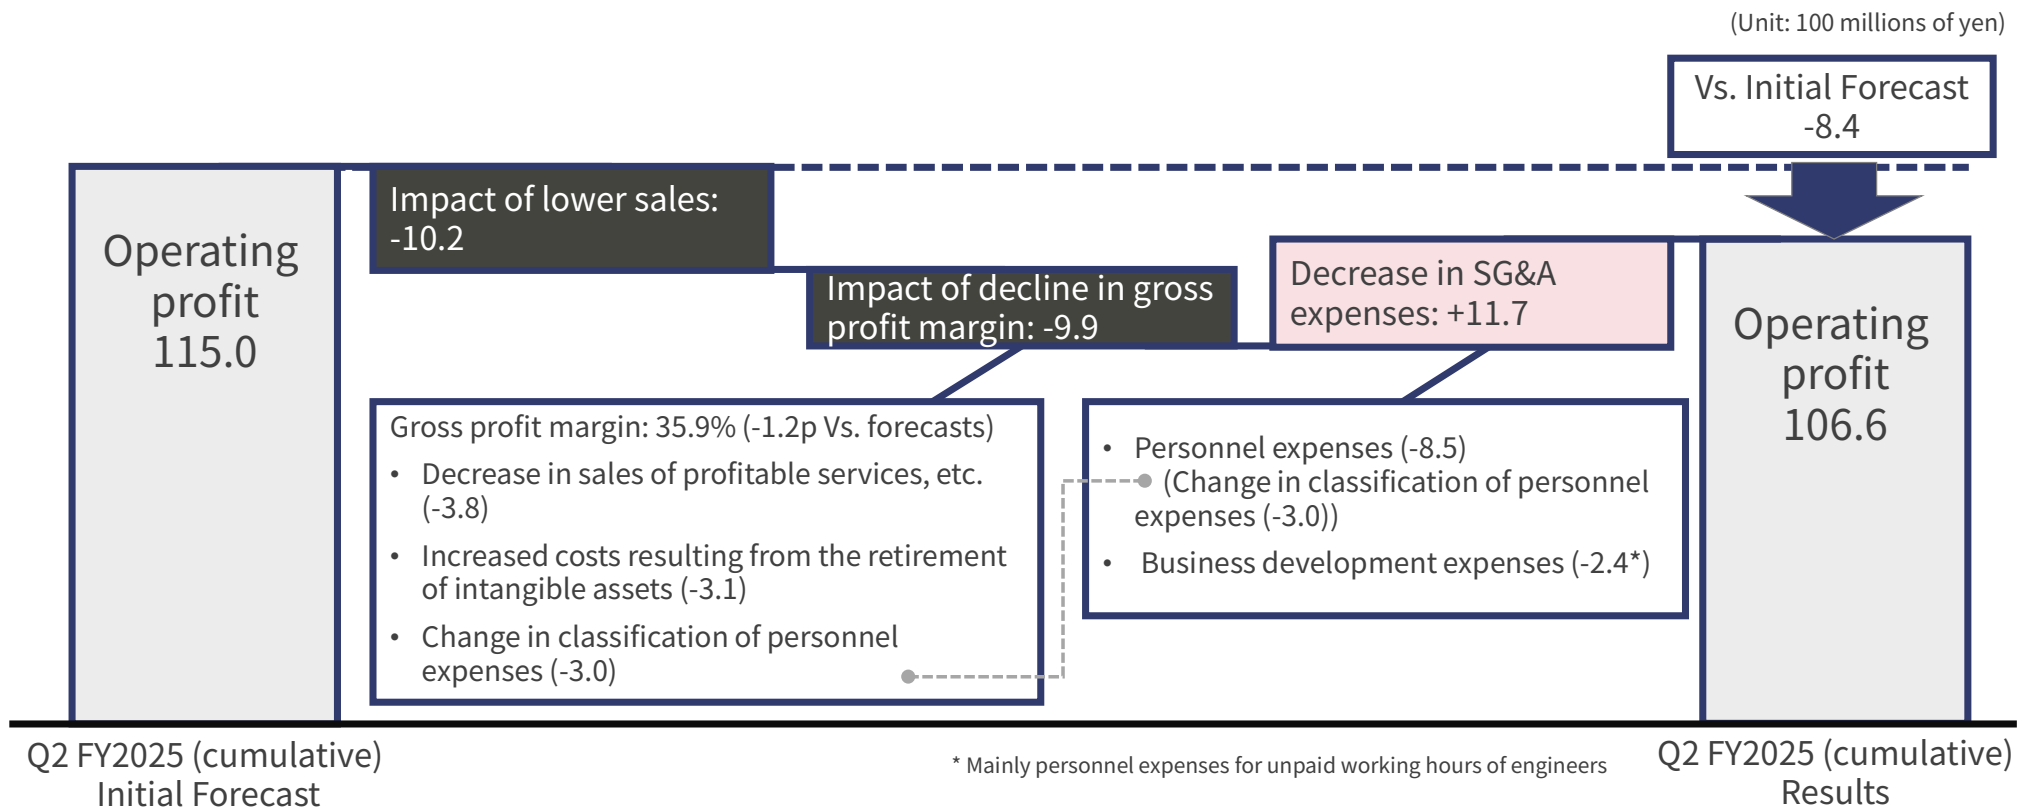 (Unit: 100 millions of yen)
Vs. Initial Forecast
-8.4
Operating
profit
115.0
Impact of lower sales:
-10.2
Impact of decline in gross
profit margin: -9.9
Decrease in SG&A
expenses: +11.7
Operating
profit
106.6
Gross profit margin: 35.9% (-1.2p Vs. forecasts)
• Decrease in sales of profitable services, etc.
(-3.8)
• Increased costs resulting from the retirement
of intangible assets (-3.1)
• Change in classification of personnel
expenses (-3.0)
• Personnel expenses (-8.5)
(Change in classification of personnel
expenses (-3.0))
• Business development expenses (-2.4*)
Q2 FY2025 (cumulative)
Initial Forecast
* Mainly personnel expenses for unpaid working hours of engineers
Q2 FY2025 (cumulative)
Results